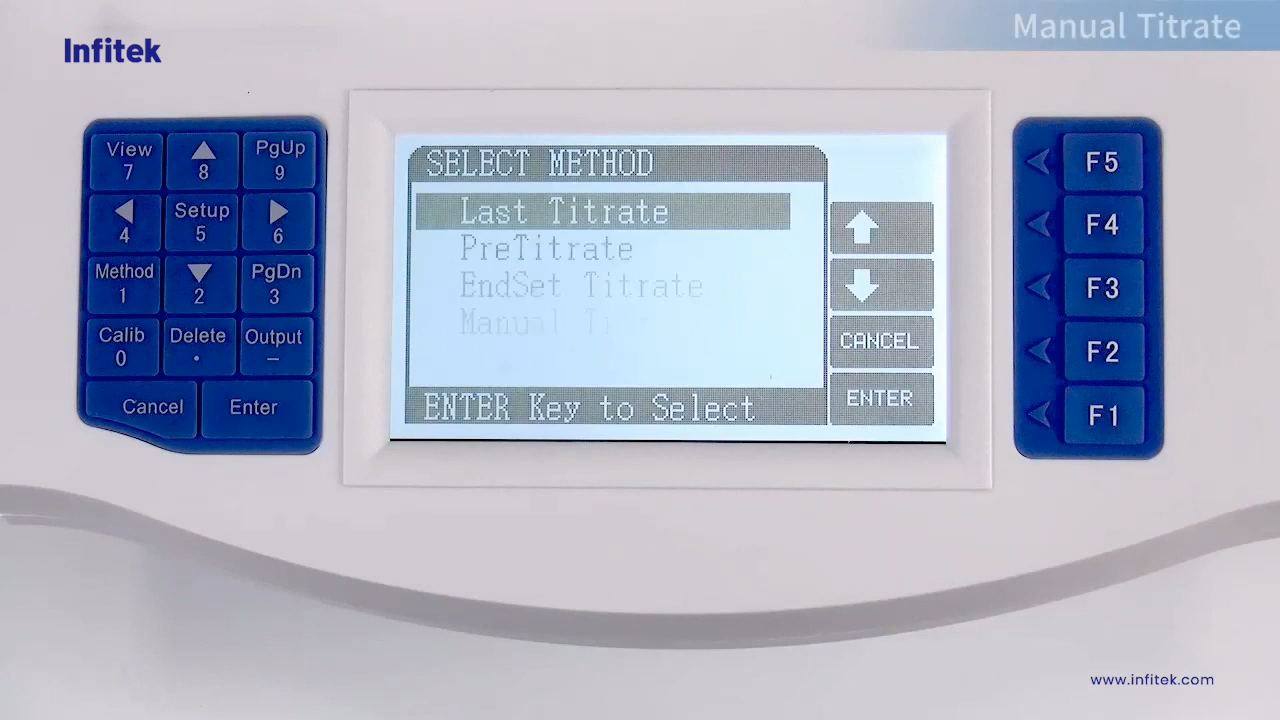 Manual Titrate
Infitek
View
7
8
PgUp
9
4
Setup
5
6
Method
1
2
PgDn
3
Calib
0
Delete
.
Output
–
Cancel
Enter
SELECT METHOD
Last Titrate
PreTitrate
EndSet Titrate
Manual
ENTER Key to Select
CANCEL
ENTER
F5
F4
F3
F2
F1
www.infitek.com